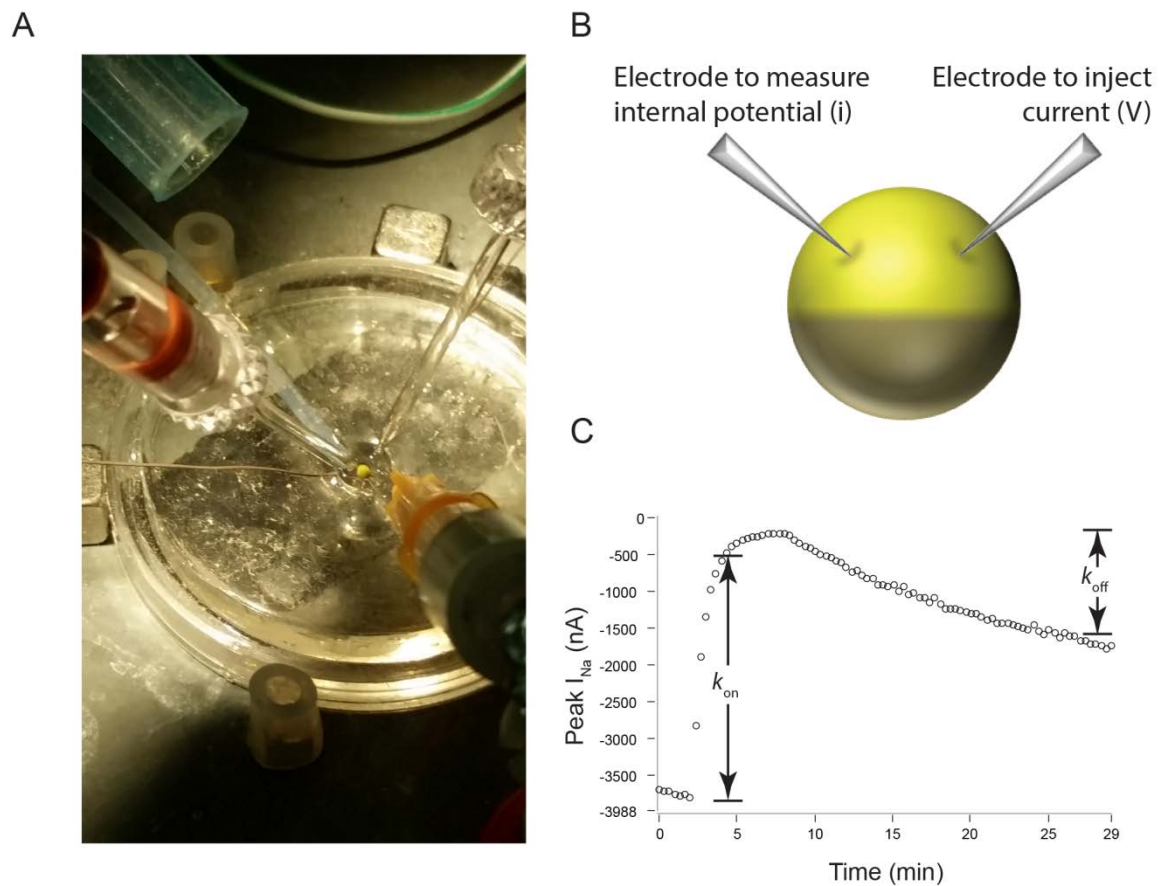 A
B
Electrode to measure
internal potential (i)
Electrode to inject
current (V)
C
0
-500
-1000
-1500
-2000
-2500
-3000
-3500
-3988
Peak I_Na (nA)
k_on
k_off
0
5
10
15
20
25
29
Time (min)